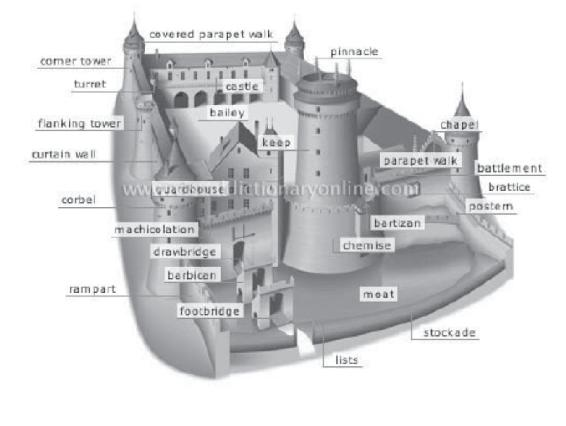 covered parapet walk
pinnacle
corner tower
turret
castle
bailey
flanking tower
chapel
keep
curtain wall
parapet walk
battlement
guardhouse
brattice
corbel
postern
machicolation
bartizan
drawbridge
chemise
barbican
rampart
moat
footbridge
stockade
lists